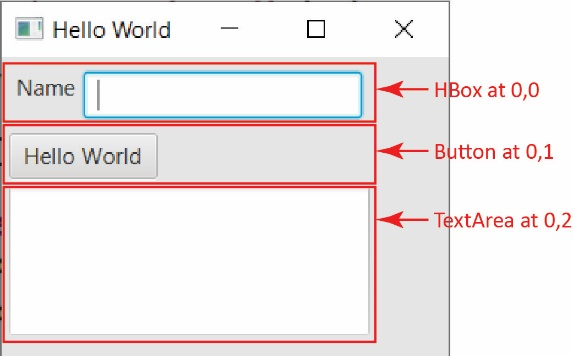 Hello World
Name
HBox at 0,0
Hello World
Button at 0,1
TextArea at 0,2